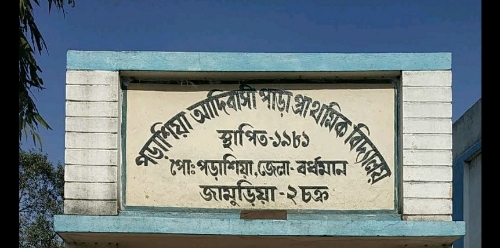 পড়াশিয়া আদিবাসী পাড়া প্রাথমিক বিদ্যালয়
স্থাপিত-১৯৮১
পোঃ পড়াশিয়া, জেলা- বর্ধমান
জামুড়িয়া -২ চক্র